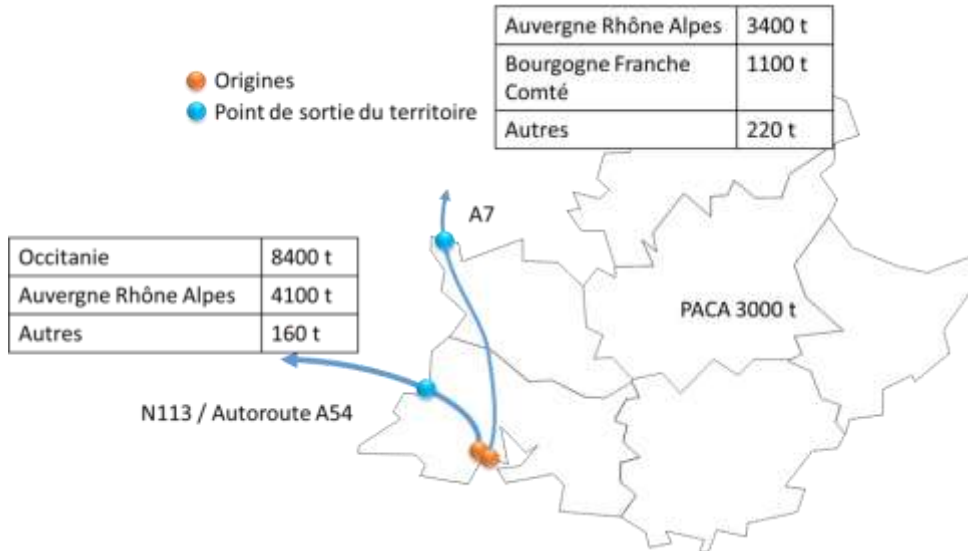 Auvergne Rhône Alpes 3400 t
Bourgogne Franche 1100 t
Comté
Autres 220 t
Origines
Point de sortie du territoire
A7
Occitanie 8400 t
Auvergne Rhône Alpes 4100 t
Autres 160 t
PACA 3000 t
N113 / Autoroute A54